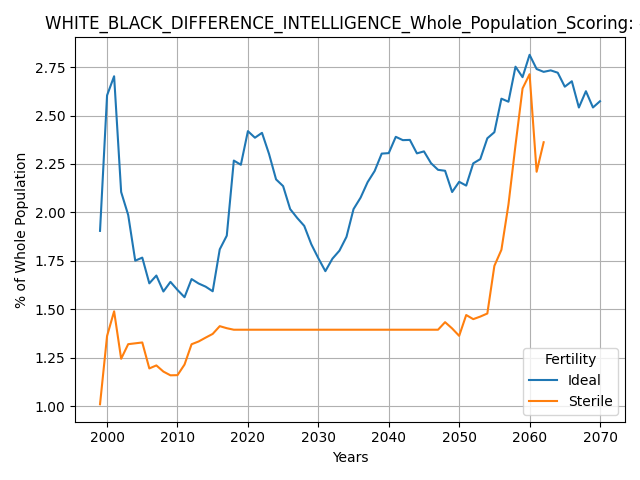 WHITE_BLACK_DIFFERENCE_INTELLIGENCE_Whole_Population_Scoring:
% of Whole Population
2.75
2.50
2.25
2.00
1.75
1.50
1.25
1.00
Fertility
Ideal
Sterile
2000 2010 2020 2030 2040 2050 2060 2070
Years